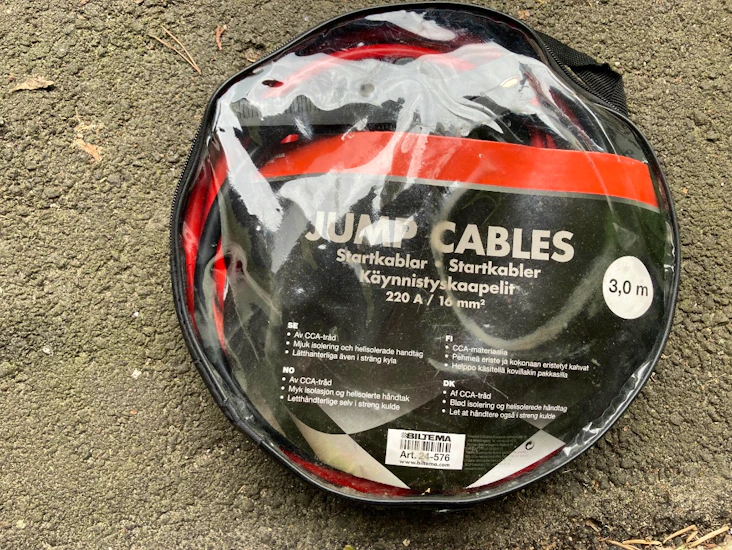 JUMP CABLES
Startkablar Startkabler
Käynnistyskaapelit
220 A / 16 mm²
3,0 m
SE
• Av CCA-tråd
• Mjuk isolering och helisolerade handtag
• Lätthanterliga även i sträng kyla
FI
• CCA-materiaalia
• Pehmeä eriste ja kokonaan eristetyt kahvat
• Helppo käsitellä kovillakin pakkasilla
NO
• Av CCA-tråd
• Myk isolasjon og helisolerte håndtak
• Letthåndterlige selv i streng kulde
DK
• Af CCA-tråd
• Blød isolering og helisolerede håndtag
• Let at håndtere også i streng kulde
BILTEMA
Art. 24-576
www.biltema.com